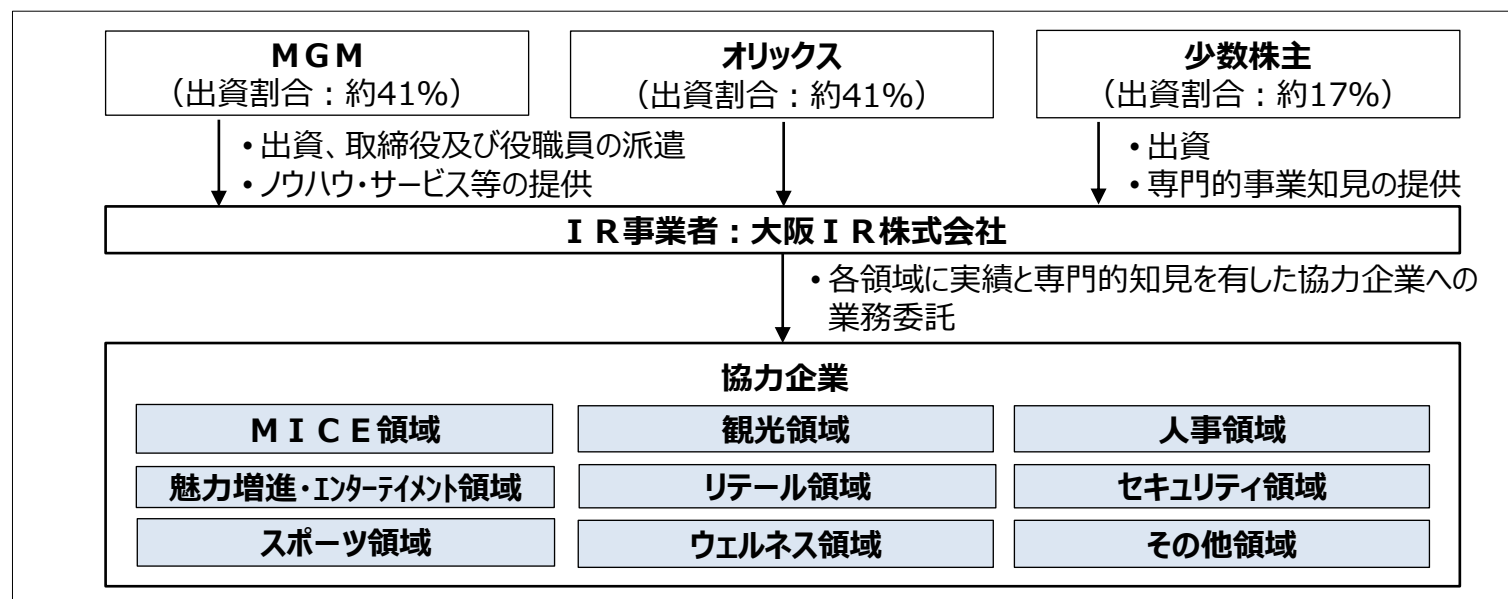 MGM
（出資割合：約41%）
オリックス
（出資割合：約41%）
少数株主
（出資割合：約17%）
• 出資、取締役及び役職員の派遣
• ノウハウ・サービス等の提供
• 出資
• 専門的事業知見の提供
ＩＲ事業者：大阪ＩＲ株式会社
• 各領域に実績と専門的知見を有した協力企業への
業務委託
協力企業
ＭＩＣＥ領域
観光領域
人事領域
魅力増進・エンターテイメント領域
リテール領域
セキュリティ領域
スポーツ領域
ウェルネス領域
その他領域